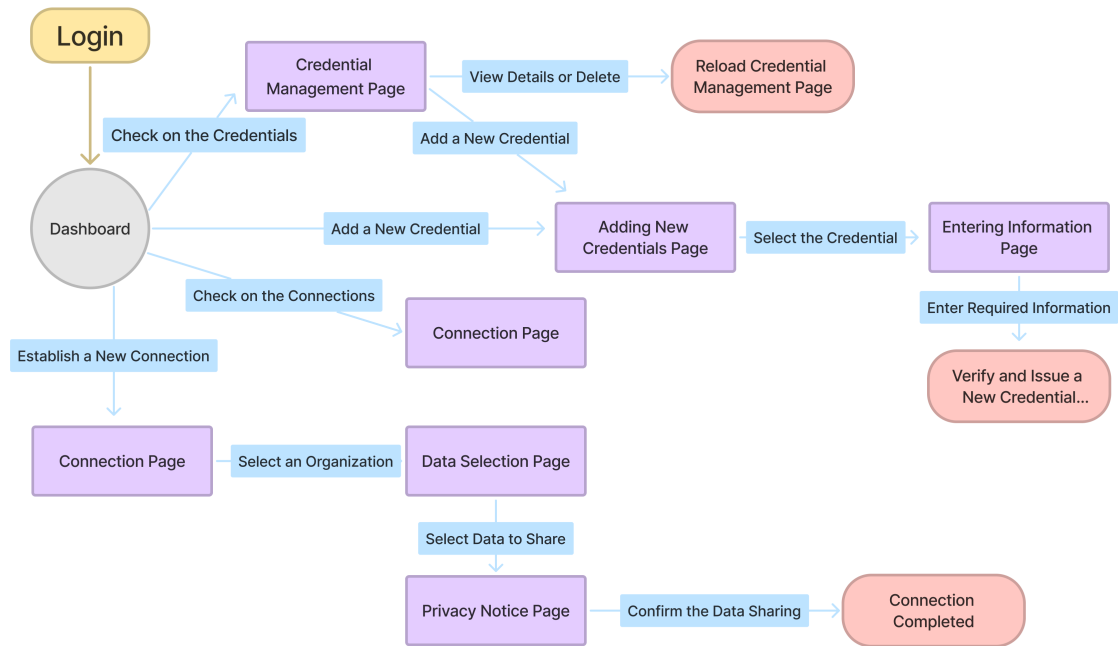 Login
Credential
Management Page
View Details or Delete
Reload Credential
Management Page
Check on the Credentials
Add a New Credential
Dashboard
Add a New Credential
Adding New
Credentials Page
Select the Credential
Entering Information
Page
Check on the Connections
Enter Required Information
Connection Page
Establish a New Connection
Verify and Issue a
New Credential...
Connection Page
Select an Organization
Data Selection Page
Select Data to Share
Privacy Notice Page
Confirm the Data Sharing
Connection
Completed